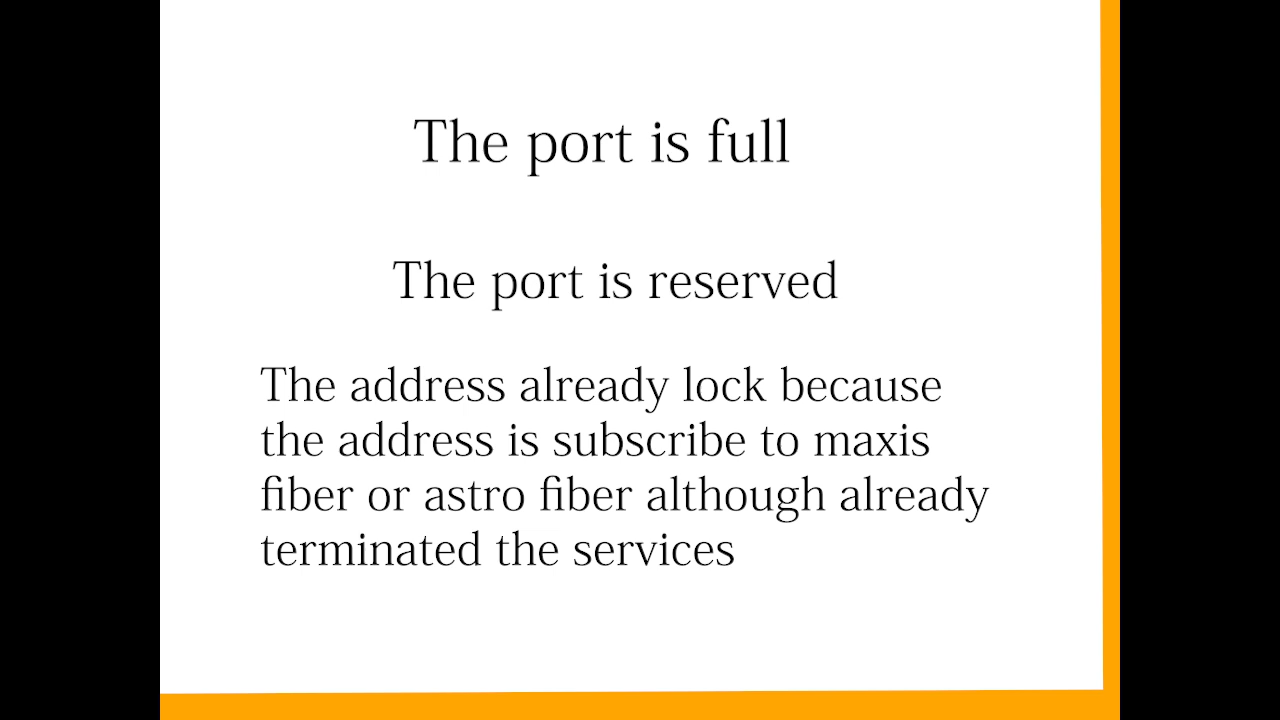 The port is full
The port is reserved
The address already lock because
the address is subscribe to maxis
fiber or astro fiber although already
terminated the services